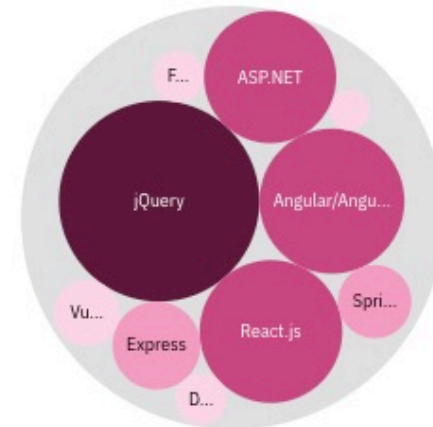 F...
ASP.NET
jQuery
Angular/Angu...
Vu...
Spri...
Express
React.js
D...